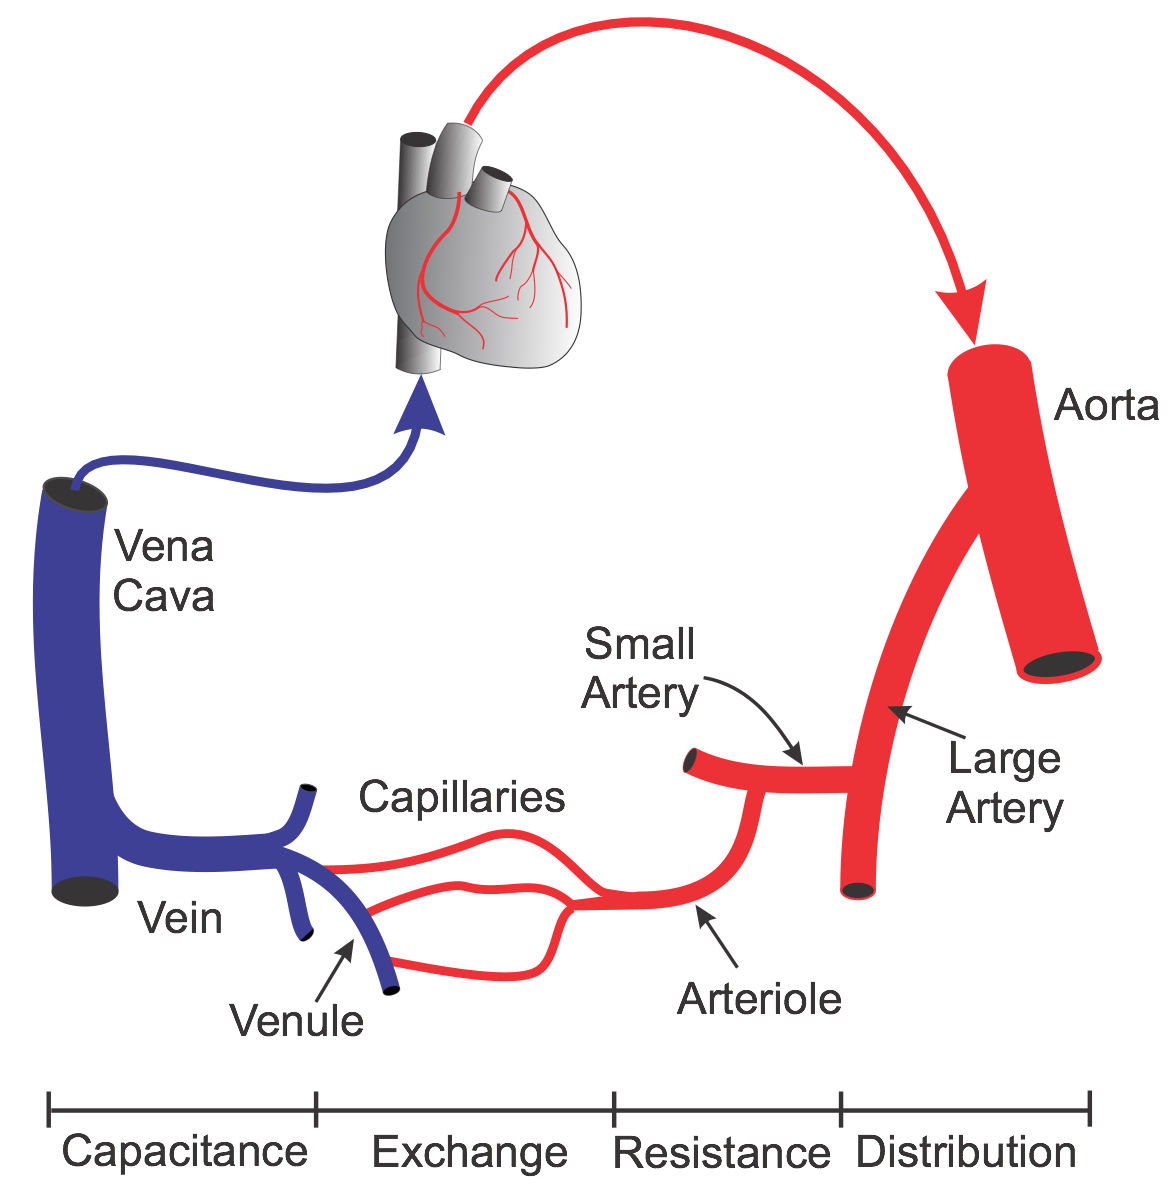 Aorta
Vena
Cava
Small
Artery
Large
Artery
Capillaries
Vein
Arteriole
Venule
Capacitance
Exchange
Resistance
Distribution